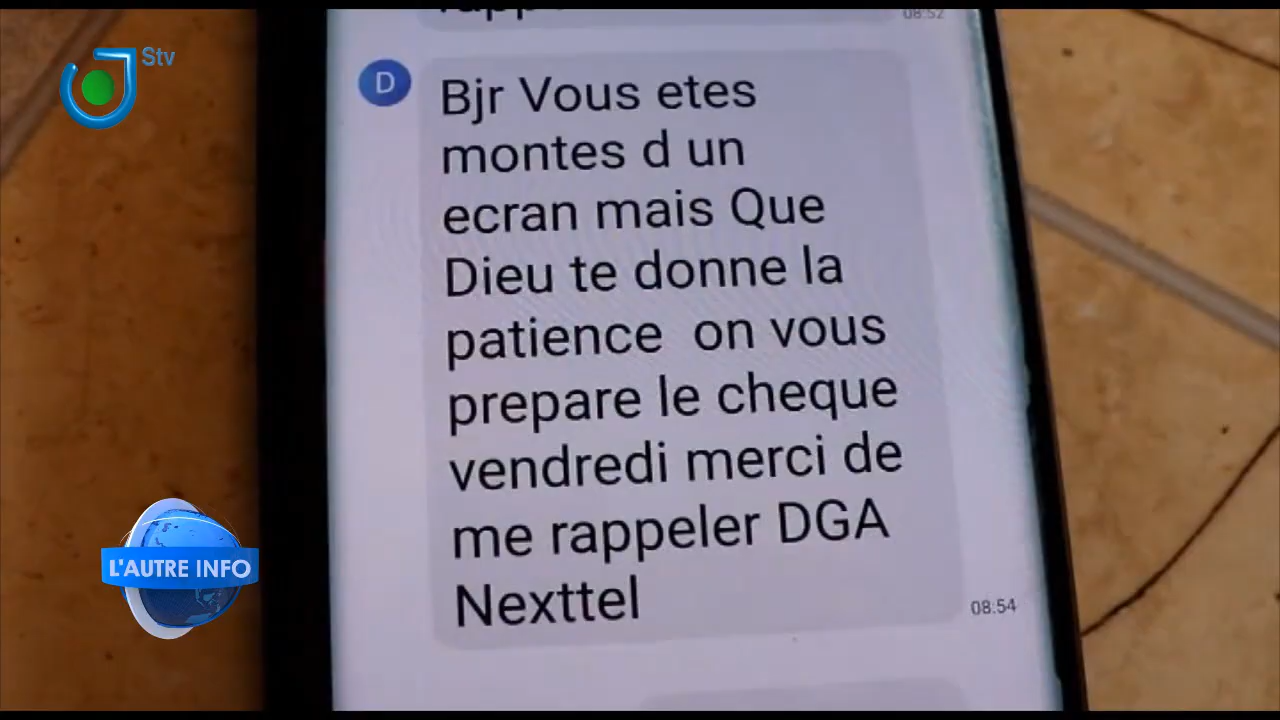 08:52
Stv
D
Bjr Vous etes
montes d un
ecran mais Que
Dieu te donne la
patience  on vous
prepare le cheque
vendredi merci de
me rappeler DGA
Nexttel
08:54
L'AUTRE INFO